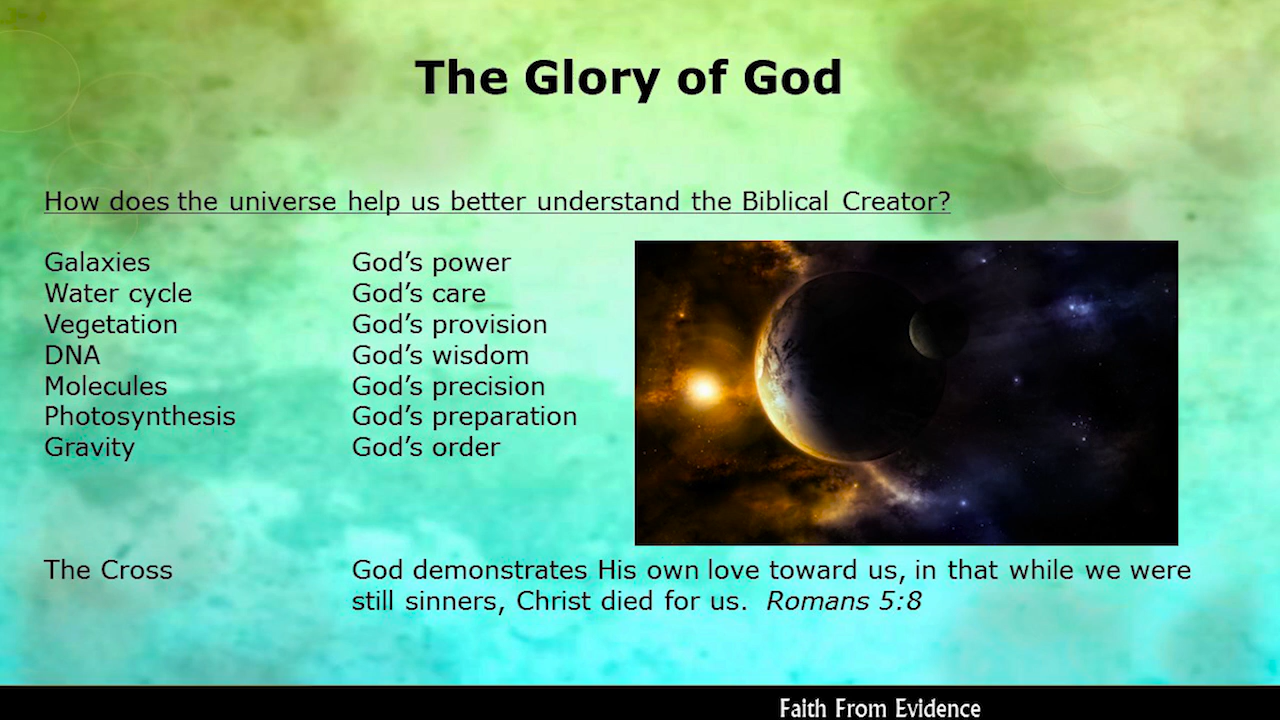 The Glory of God
How does the universe help us better understand the Biblical Creator?
Galaxies God’s power
Water cycle God’s care
Vegetation God’s provision
DNA God’s wisdom
Molecules God’s precision
Photosynthesis God’s preparation
Gravity God’s order
The Cross God demonstrates His own love toward us, in that while we were
still sinners, Christ died for us. Romans 5:8
Faith From Evidence